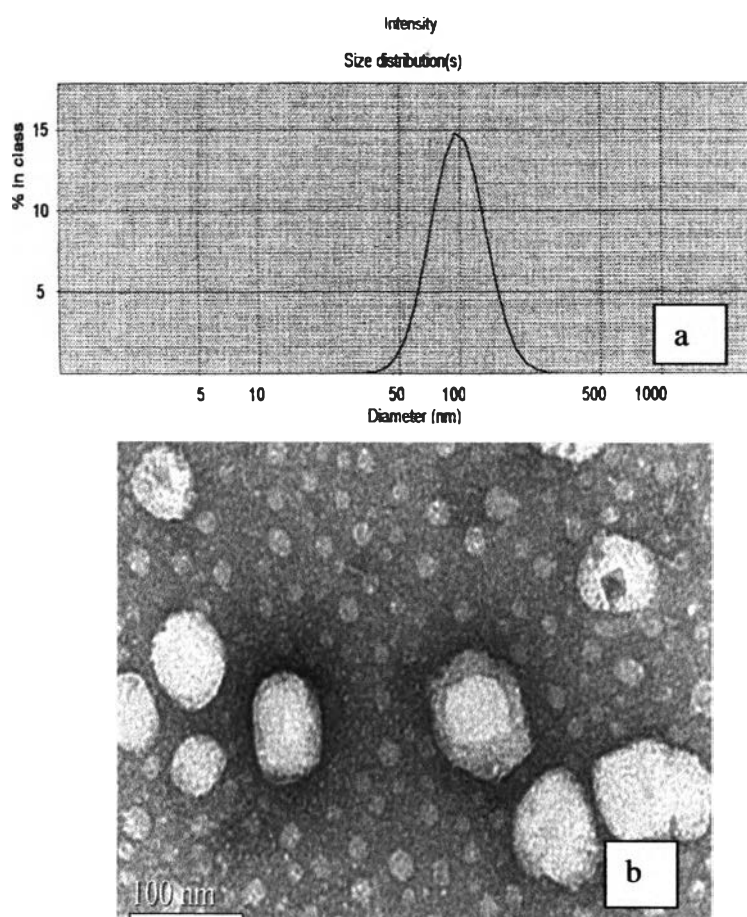 Intensity
Size distribution(s)
% in class
15
10
5
a
5 10 50 100 500 1000
Diameter (nm)
100 nm
b